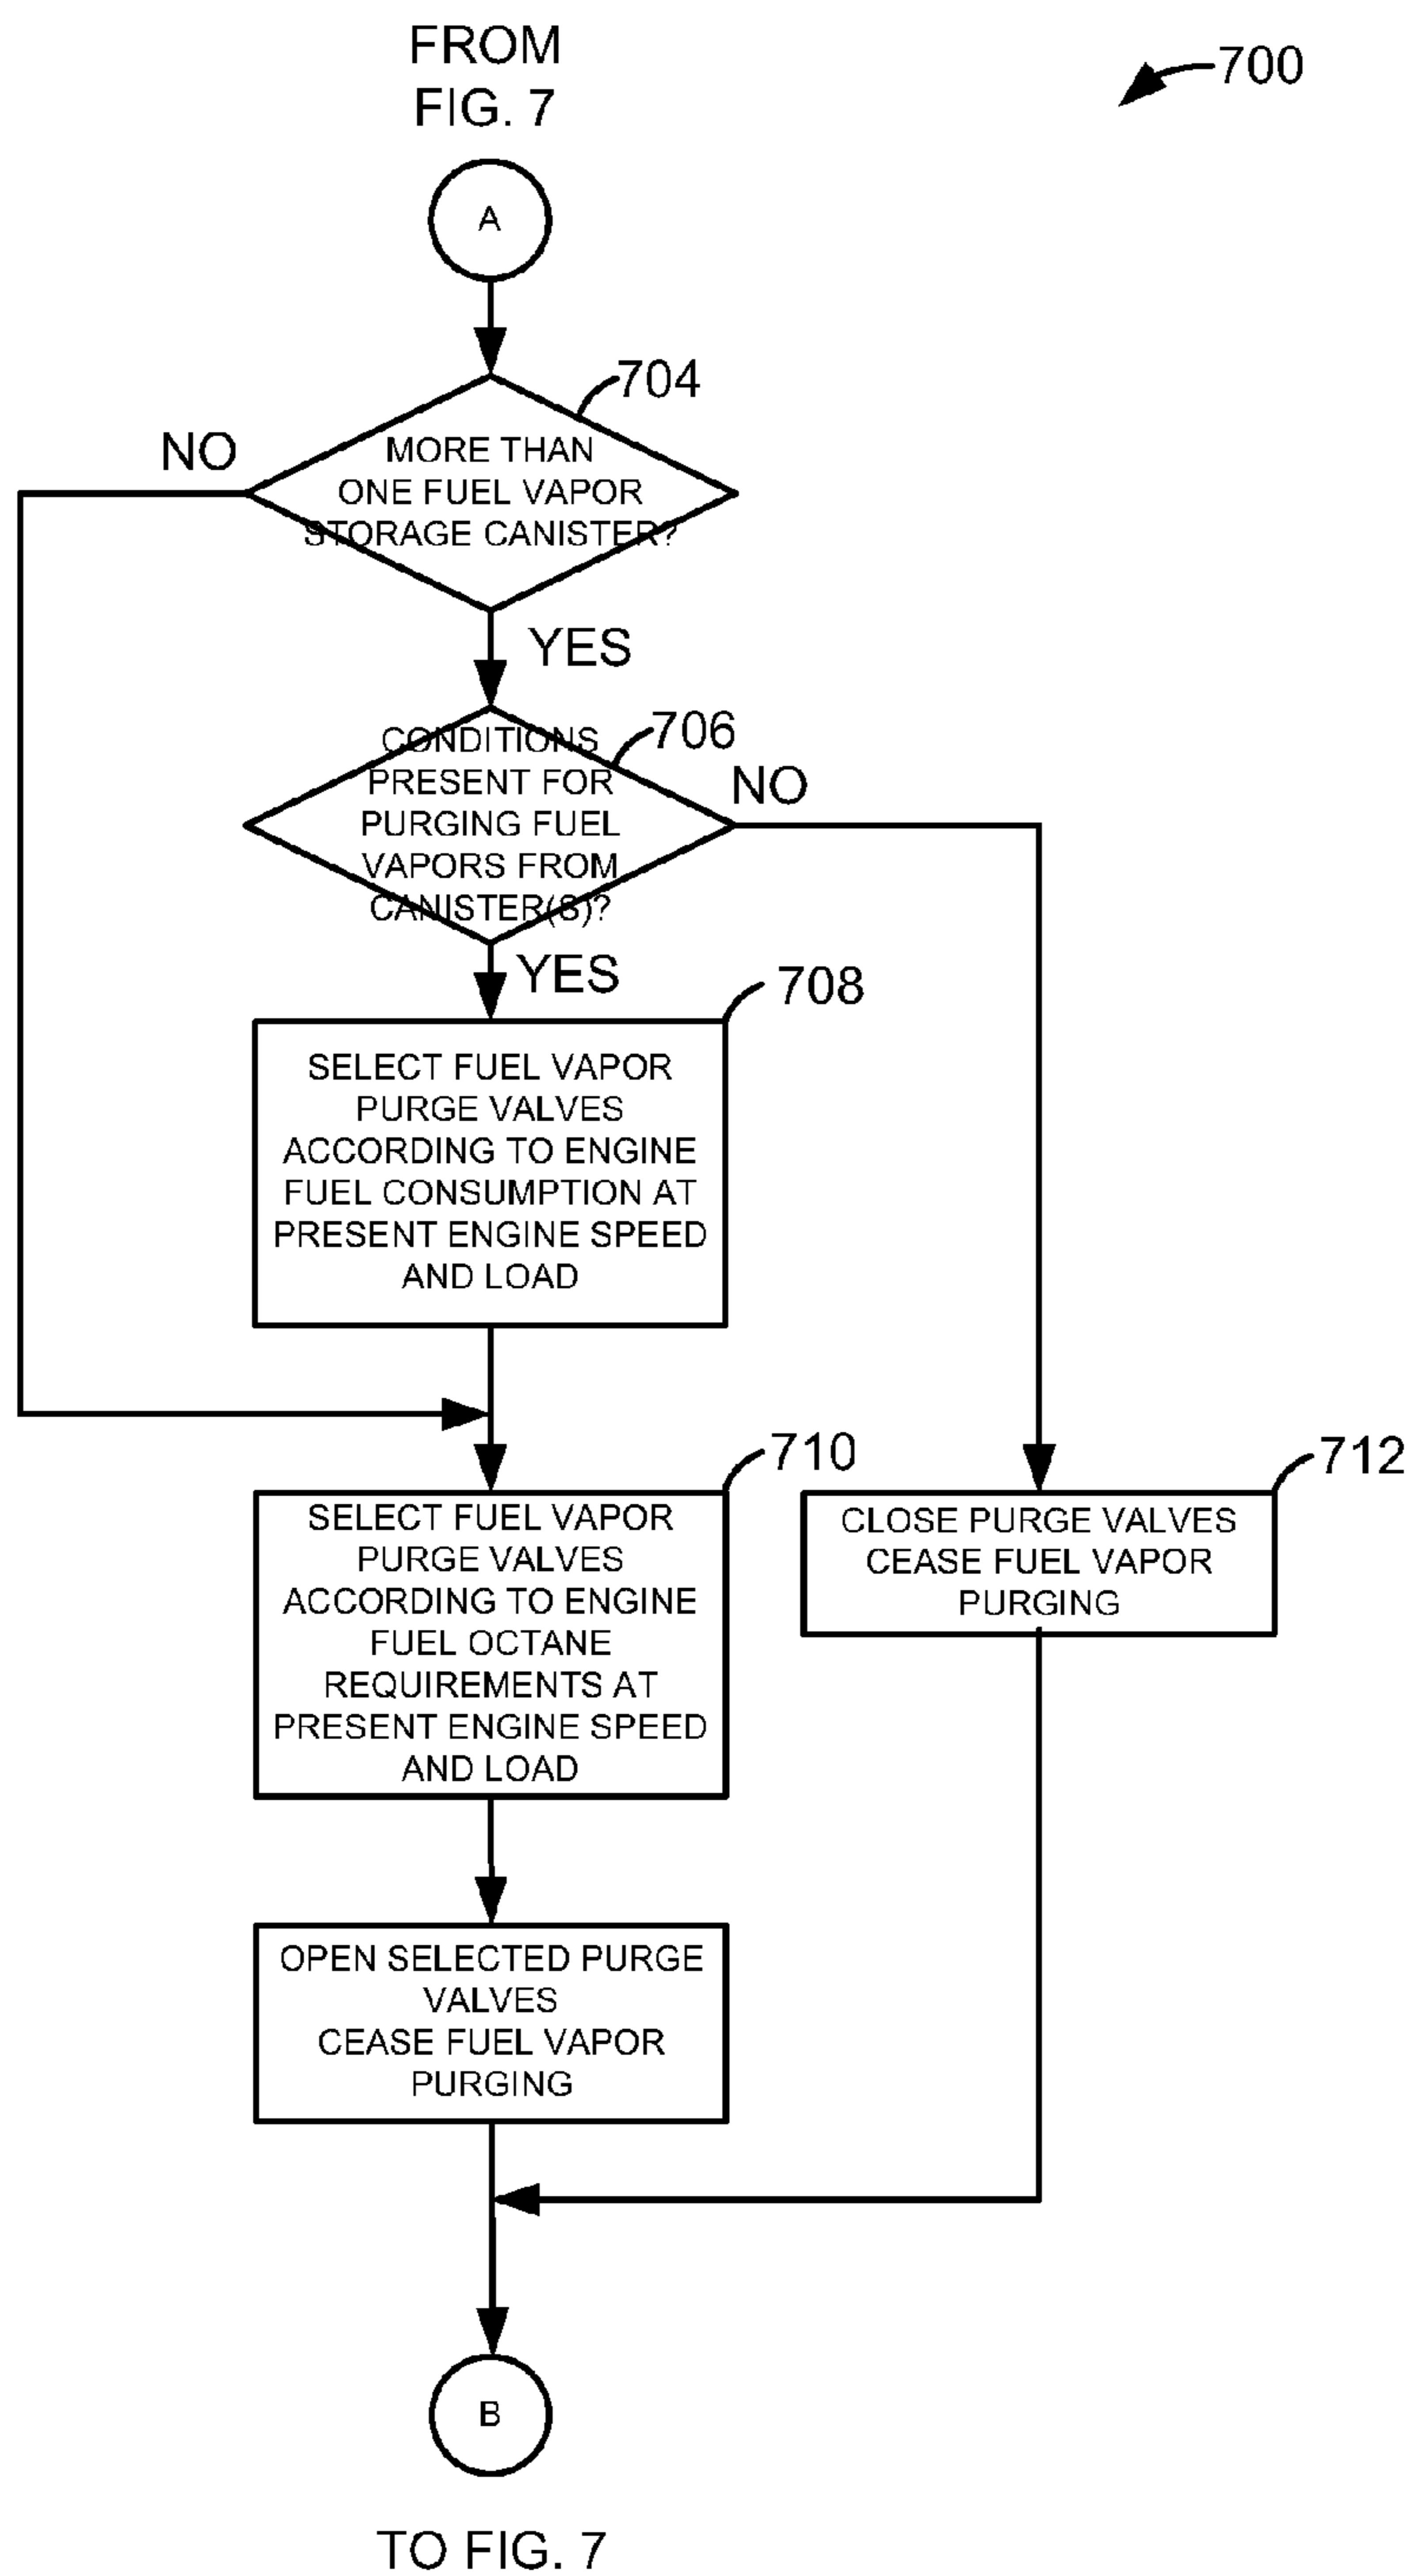 FROM
FIG. 7
700
A
704
NO
MORE THAN
ONE FUEL VAPOR
STORAGE CANISTER?
YES
706
CONDITIONS
PRESENT FOR
PURGING FUEL
VAPORS FROM
CANISTER(S)?
NO
YES
708
SELECT FUEL VAPOR
PURGE VALVES
ACCORDING TO ENGINE
FUEL CONSUMPTION AT
PRESENT ENGINE SPEED
AND LOAD
710
SELECT FUEL VAPOR
PURGE VALVES
ACCORDING TO ENGINE
FUEL OCTANE
REQUIREMENTS AT
PRESENT ENGINE SPEED
AND LOAD
712
CLOSE PURGE VALVES
CEASE FUEL VAPOR
PURGING
OPEN SELECTED PURGE
VALVES
CEASE FUEL VAPOR
PURGING
B
TO FIG. 7